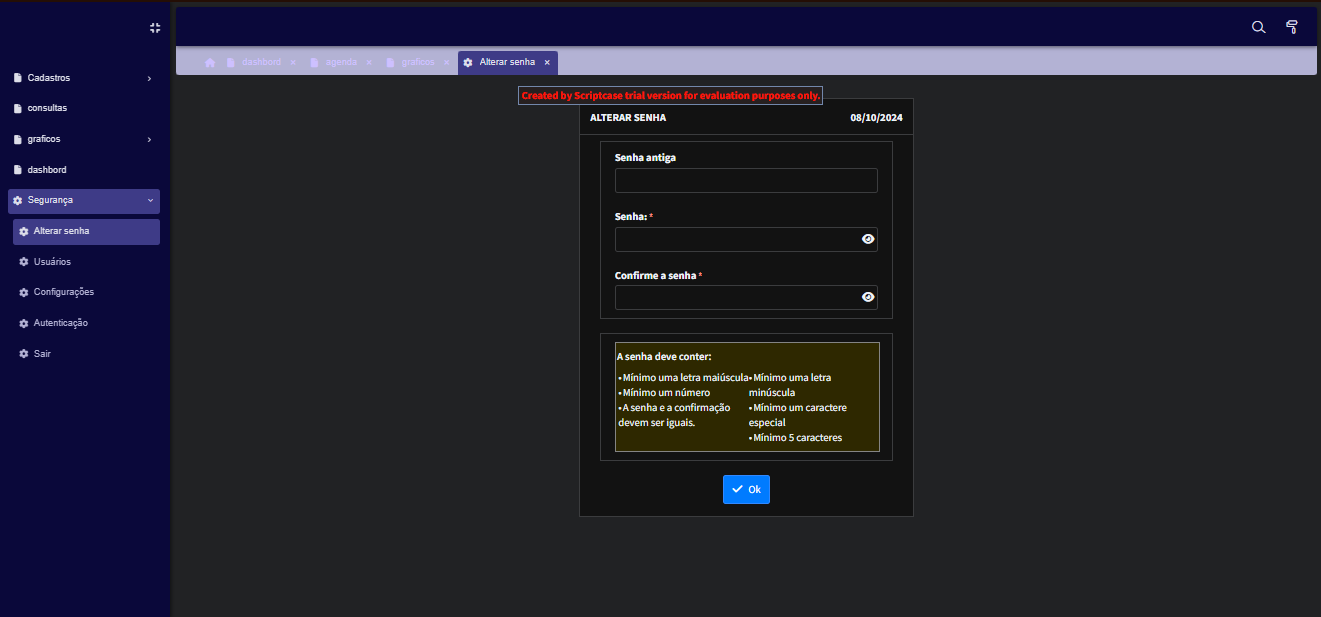 dashbord
agenda
graficos
Alterar senha
Cadastros
consultas
graficos
dashbord
Segurança
Alterar senha
Usuários
Configurações
Autenticação
Sair
Created by Scriptcase trial version for evaluation purposes only.
ALTERAR SENHA 08/10/2024
Senha antiga
Senha: *
Confirme a senha *
A senha deve conter:
• Mínimo uma letra maiúscula
• Mínimo um número
• A senha e a confirmação
devem ser iguais.
• Mínimo uma letra
minúscula
• Mínimo um caractere
especial
• Mínimo 5 caracteres
Ok